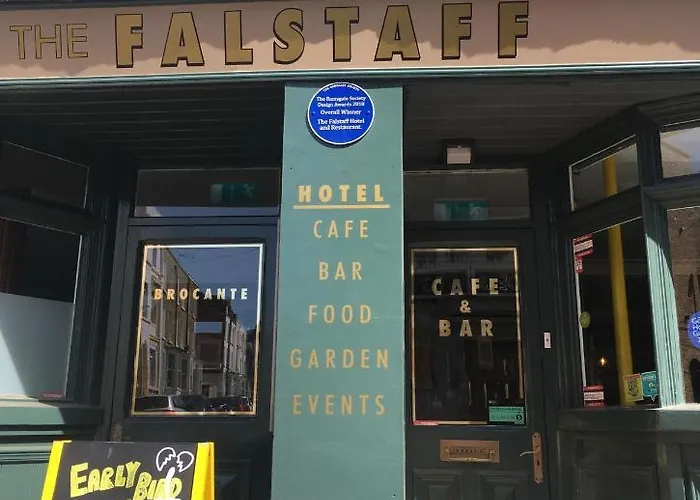 THE FALSTAFF
The Ramsgate Society
Design Awards 2018
Overall Winner
The Falstaff Hotel
and Restaurant
HOTEL
CAFE
BAR
FOOD
GARDEN
EVENTS
BROCANTE
CAFE
&
BAR
EARLY BIRD